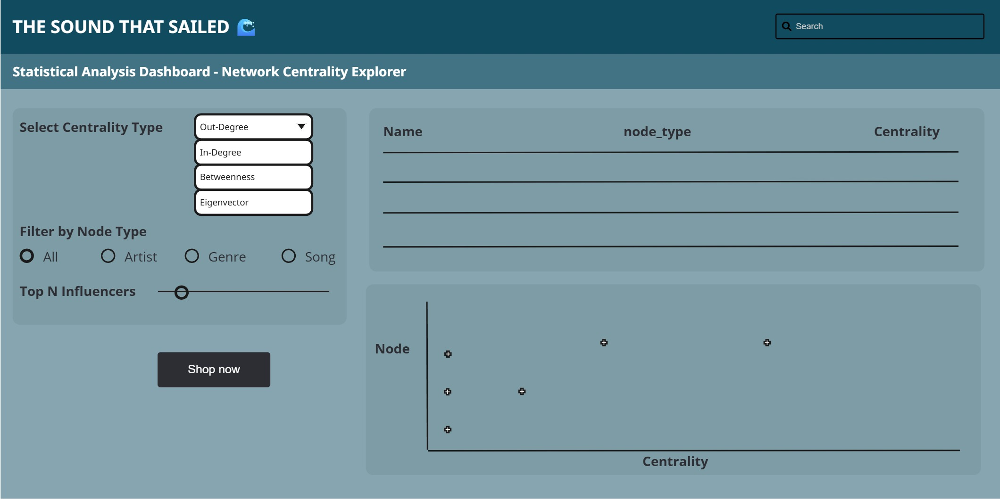 THE SOUND THAT SAILED
Search
Statistical Analysis Dashboard - Network Centrality Explorer
Select Centrality Type
Out-Degree
In-Degree
Betweenness
Eigenvector
Filter by Node Type
All Artist Genre Song
Top N Influencers
Shop now
Name node_type Centrality
Node
Centrality